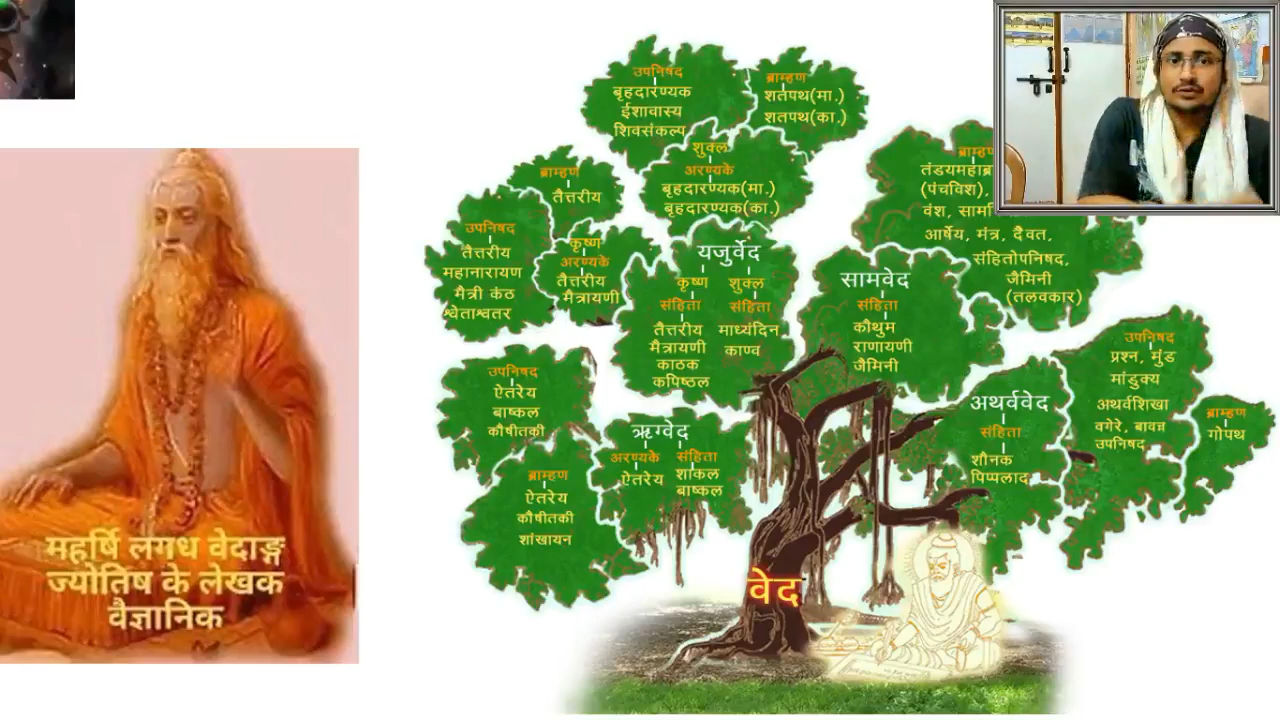 महर्षि लगध वेदाङ्ग
ज्योतिष के लेखक
वैज्ञानिक
उपनिषद
बृहदारण्यक
ईशावास्य
शिवसंकल्प
ब्राम्हण
शतपथ(मा.)
शतपथ(का.)
शुक्ल
अरण्यके
बृहदारण्यक(मा.)
बृहदारण्यक(का.)
ब्राम्हण
तैत्तरीय
उपनिषद
तैत्तरीय
महानारायण
मैत्री कंठ
श्वेताश्वतर
कृष्ण
अरण्यके
तैत्तरीय
मैत्रायणी
यजुर्वेद
कृष्ण शुक्ल
संहिता संहिता
तैत्तरीय माध्यंदिन
मैत्रायणी काण्व
काठक
कपिष्ठल
सामवेद
संहिता
कौथुम
राणायणी
जैमिनी
तंडयमहाब्र
(पंचविश),
वंश,
आर्षेय, मंत्र, दैवत,
संहितोपनिषद,
जैमिनी
(तलवकार)
उपनिषद
ऐतरेय
बाष्कल
कौषीतकी
ऋग्वेद
अरण्यके संहिता
ऐतरेय शाकल
बाष्कल
ब्राम्हण
ऐतरेय
कौषीतकी
शांखायन
अथर्ववेद
संहिता
शौनक
पिप्पलाद
उपनिषद
प्रश्न, मुंड
मांडुक्य
अथर्वशिखा
वगेरे, बावन्न
उपनिषद
ब्राम्हण
गोपथ
वेद